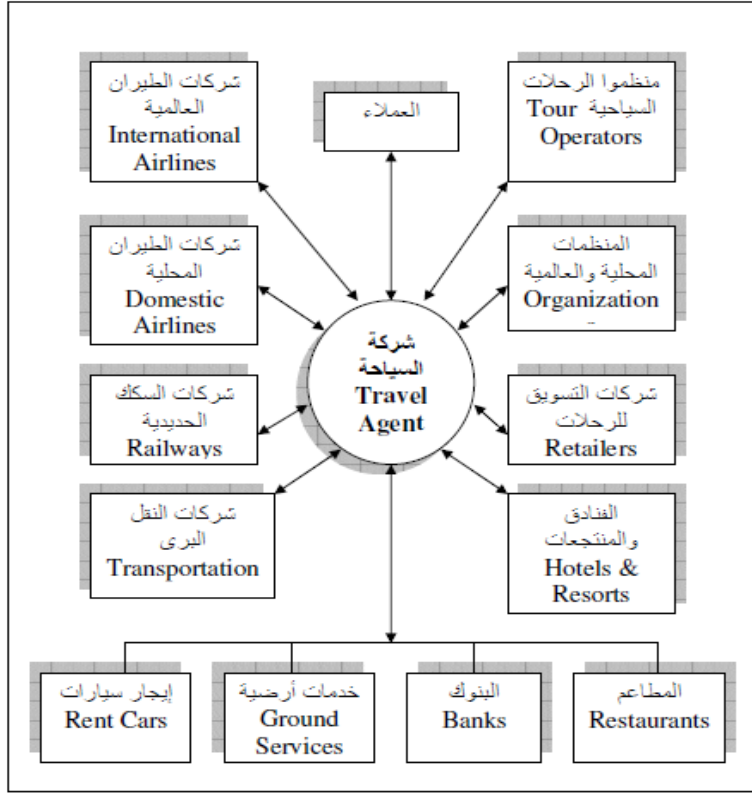 شركات الطيران
العالمية
International
Airlines
العملاء
منظموا الرحلات
السياحية Tour
Operators
شركات الطيران
المحلية
Domestic
Airlines
المنظمات
المحلية والعالمية
Organization
شركة
السياحة
Travel
Agent
شركات السكك
الحديدية
Railways
شركات التسويق
للرحلات
Retailers
شركات النقل
البرى
Transportation
الفنادق
والمنتجعات
Hotels &
Resorts
إيجار سيارات
Rent Cars
خدمات أرضية
Ground
Services
البنوك
Banks
المطاعم
Restaurants